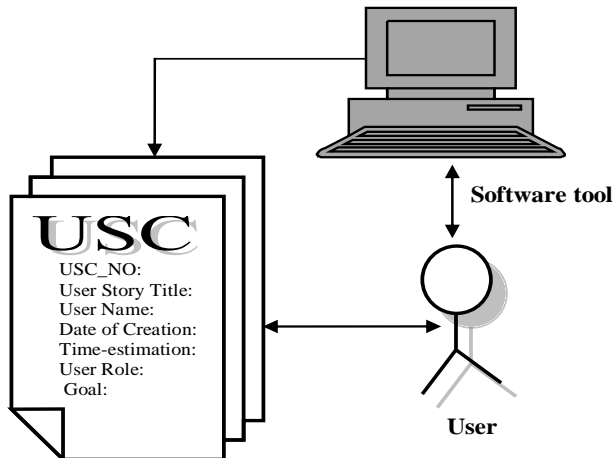 USC
USC_NO:
User Story Title:
User Name:
Date of Creation:
Time-estimation:
User Role:
Goal:
Software tool
User